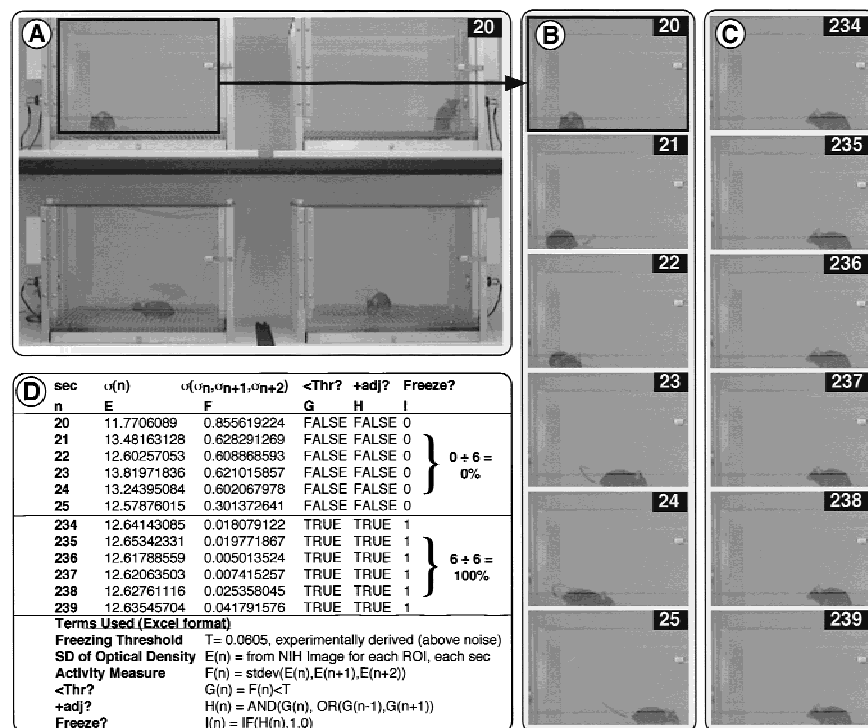 A
20
B
20
21
22
23
24
25
C
234
235
236
237
238
239
D
sec σ(n) σ(σn,σn+1,σn+2) <Thr? +adj? Freeze?
n E F G H I
20 11.7706089 0.855619224 FALSE FALSE 0
21 13.48163128 0.628291269 FALSE FALSE 0
22 12.60257053 0.608868593 FALSE FALSE 0
23 13.81971836 0.621015857 FALSE FALSE 0
24 13.24395084 0.602067978 FALSE FALSE 0
25 12.57876015 0.301372641 FALSE FALSE 0
0 ÷ 6 =
0%
234 12.64143085 0.018079122 TRUE TRUE 1
235 12.65342331 0.019771867 TRUE TRUE 1
236 12.61788559 0.005013524 TRUE TRUE 1
237 12.62063503 0.007415257 TRUE TRUE 1
238 12.62761116 0.025358045 TRUE TRUE 1
239 12.63545704 0.041791576 TRUE TRUE 1
6 ÷ 6 =
100%
Terms Used (Excel format)
Freezing Threshold T= 0.0605, experimentally derived (above noise)
SD of Optical Density E(n) = from NIH Image for each ROI, each sec
Activity Measure F(n) = stdev(E(n),E(n+1),E(n+2))
<Thr? G(n) = F(n)<T
+adj? H(n) = AND(G(n), OR(G(n-1),G(n+1))
Freeze? I(n) = IF(H(n),1,0)